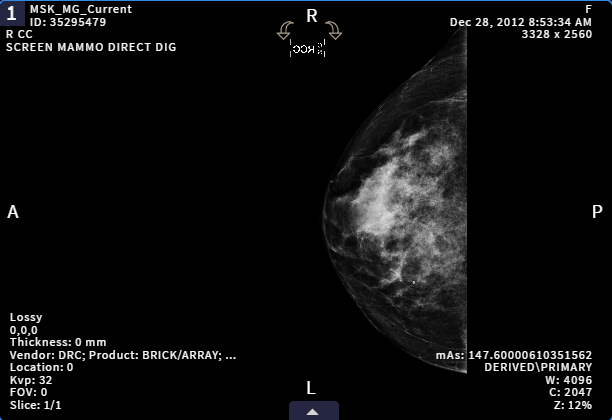 1
MSK_MG_Current
ID: 35295479
R CC
SCREEN MAMMO DIRECT DIG
R
RCC
F
Dec 28, 2012 8:53:34 AM
3328 x 2560
A
P
Lossy
0,0,0
Thickness: 0 mm
Vendor: DRC; Product: BRICK/ARRAY; ...
Location: 0
Kvp: 32
FOV: 0
Slice: 1/1
L
mAs: 147.60000610351562
DERIVED\PRIMARY
W: 4096
C: 2047
Z: 12%